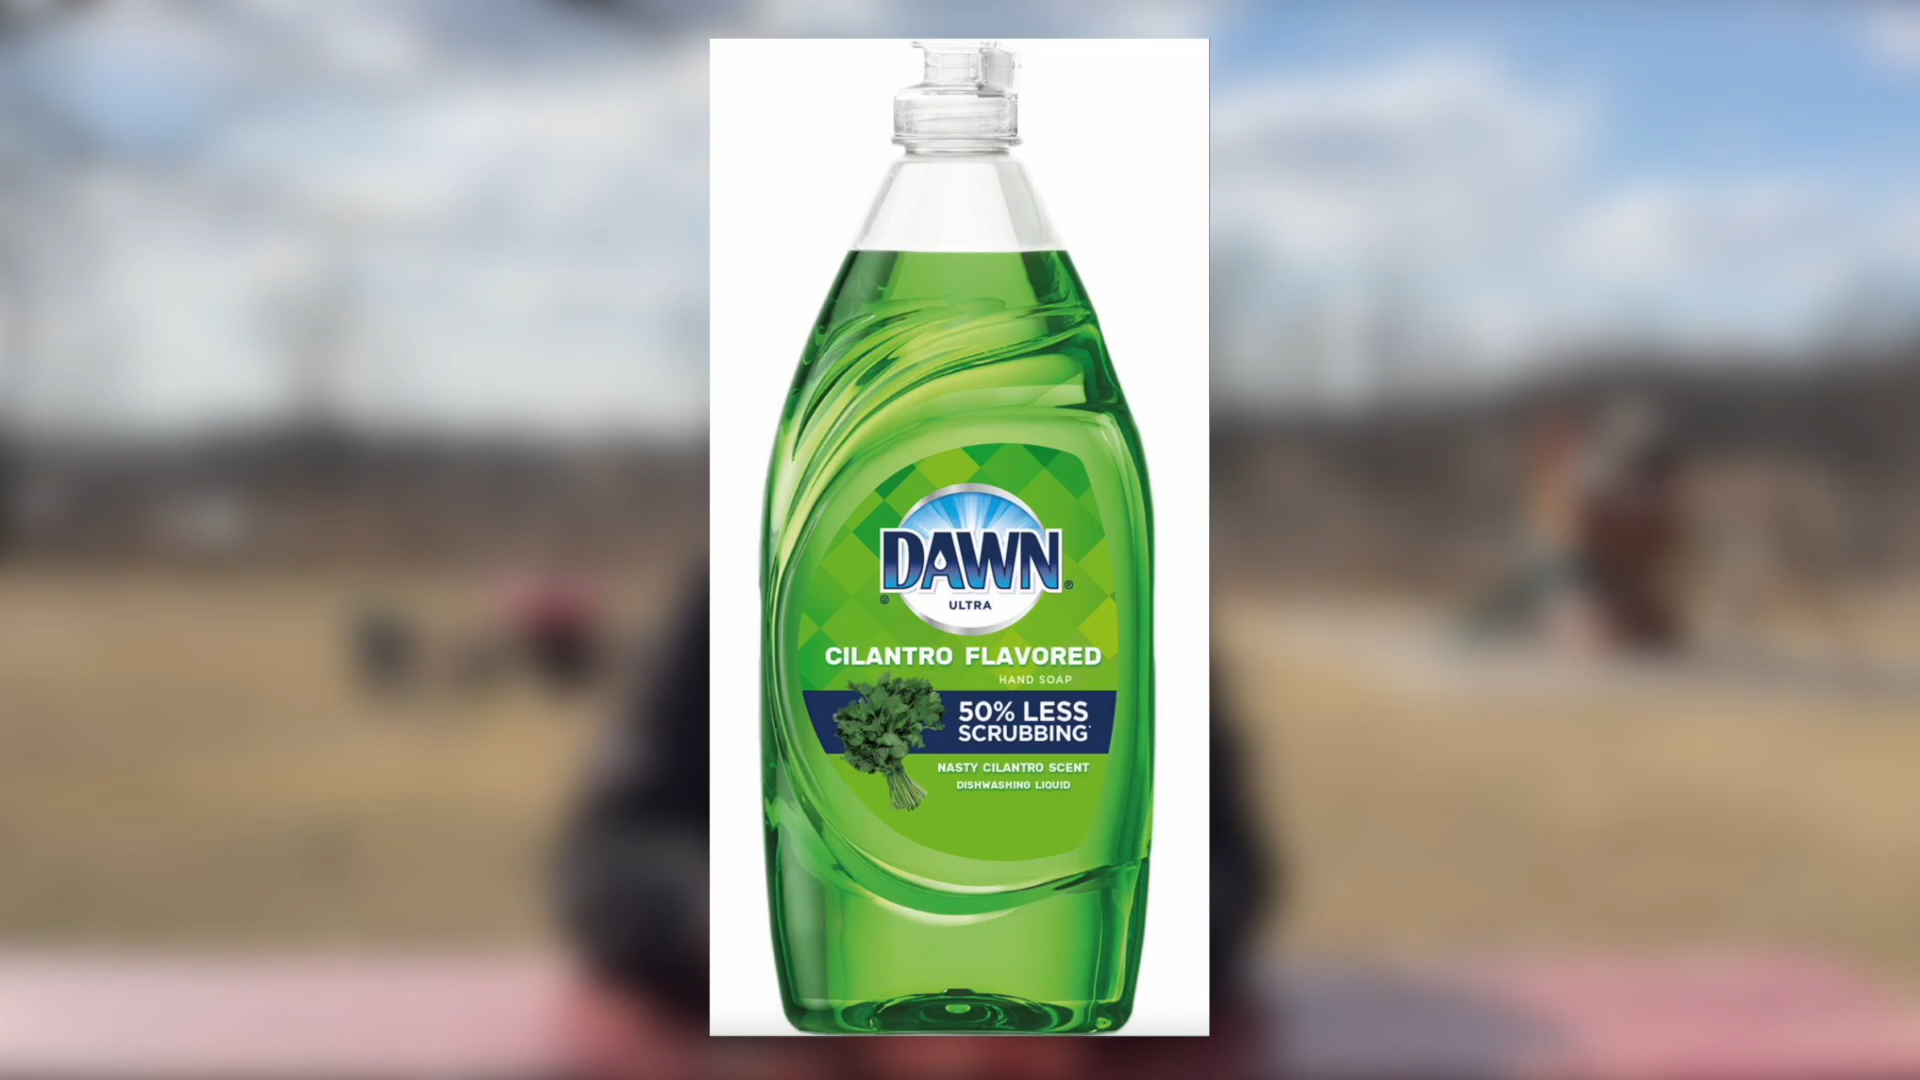 DAWN
ULTRA
CILANTRO FLAVORED
HAND SOAP
50% LESS
SCRUBBING
NASTY CILANTRO SCENT
DISHWASHING LIQUID